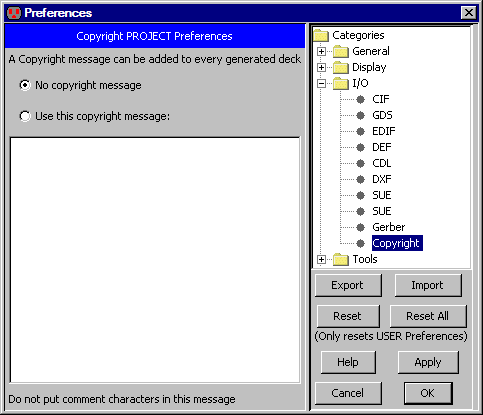 Preferences
Copyright PROJECT Preferences
A Copyright message can be added to every generated deck
No copyright message
Use this copyright message:
Do not put comment characters in this message
Categories
General
Display
I/O
CIF
GDS
EDIF
DEF
CDL
DXF
SUE
SUE
Gerber
Copyright
Tools
Export Import
Reset Reset All
(Only resets USER Preferences)
Help Apply
Cancel OK